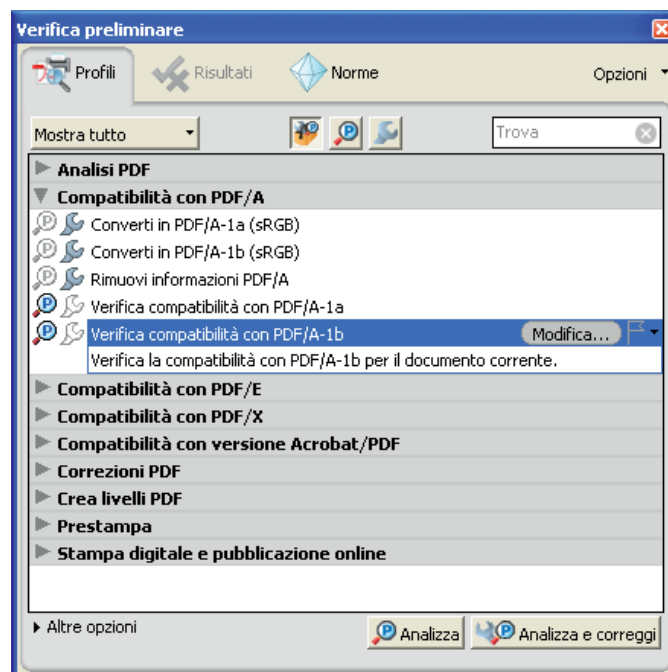 Verifica preliminare
Profili Risultati Norme Opzioni
Mostra tutto Trova
Analisi PDF
Compatibilità con PDF/A
Converti in PDF/A-1a (sRGB)
Converti in PDF/A-1b (sRGB)
Rimuovi informazioni PDF/A
Verifica compatibilità con PDF/A-1a
Verifica compatibilità con PDF/A-1b Modifica...
Verifica la compatibilità con PDF/A-1b per il documento corrente.
Compatibilità con PDF/E
Compatibilità con PDF/X
Compatibilità con versione Acrobat/PDF
Correzioni PDF
Crea livelli PDF
Prestampa
Stampa digitale e pubblicazione online
Altre opzioni Analizza Analizza e correggi